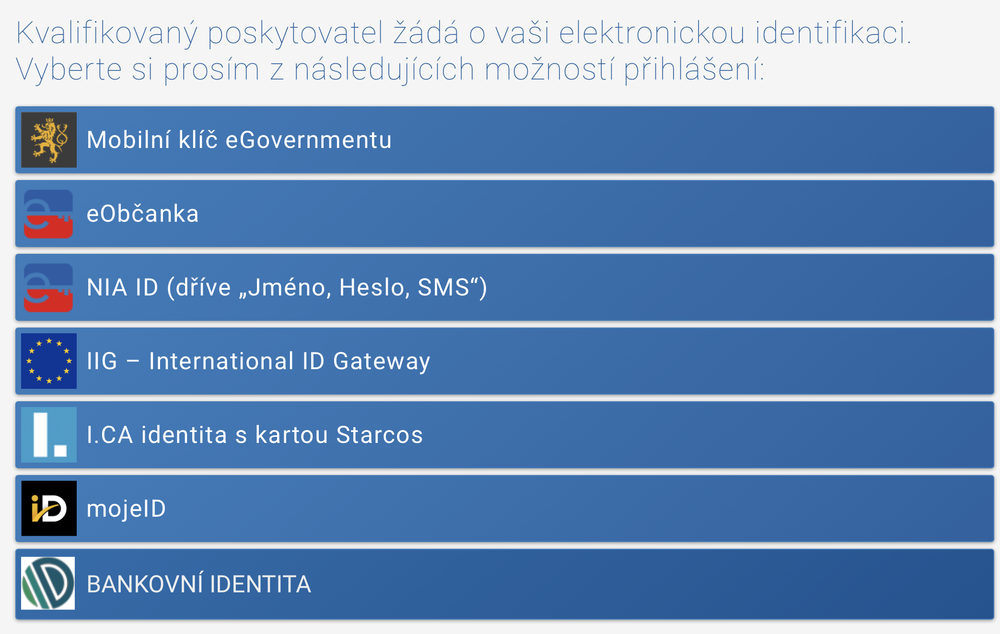 Kvalifikovaný poskytovatel žádá o vaši elektronickou identifikaci.
Vyberte si prosím z následujících možností přihlášení:
Mobilní klíč eGovernmentu
eObčanka
NIA ID (dříve „Jméno, Heslo, SMS“)
IIG – International ID Gateway
I.CA identita s kartou Starcos
mojeID
BANKOVNÍ IDENTITA